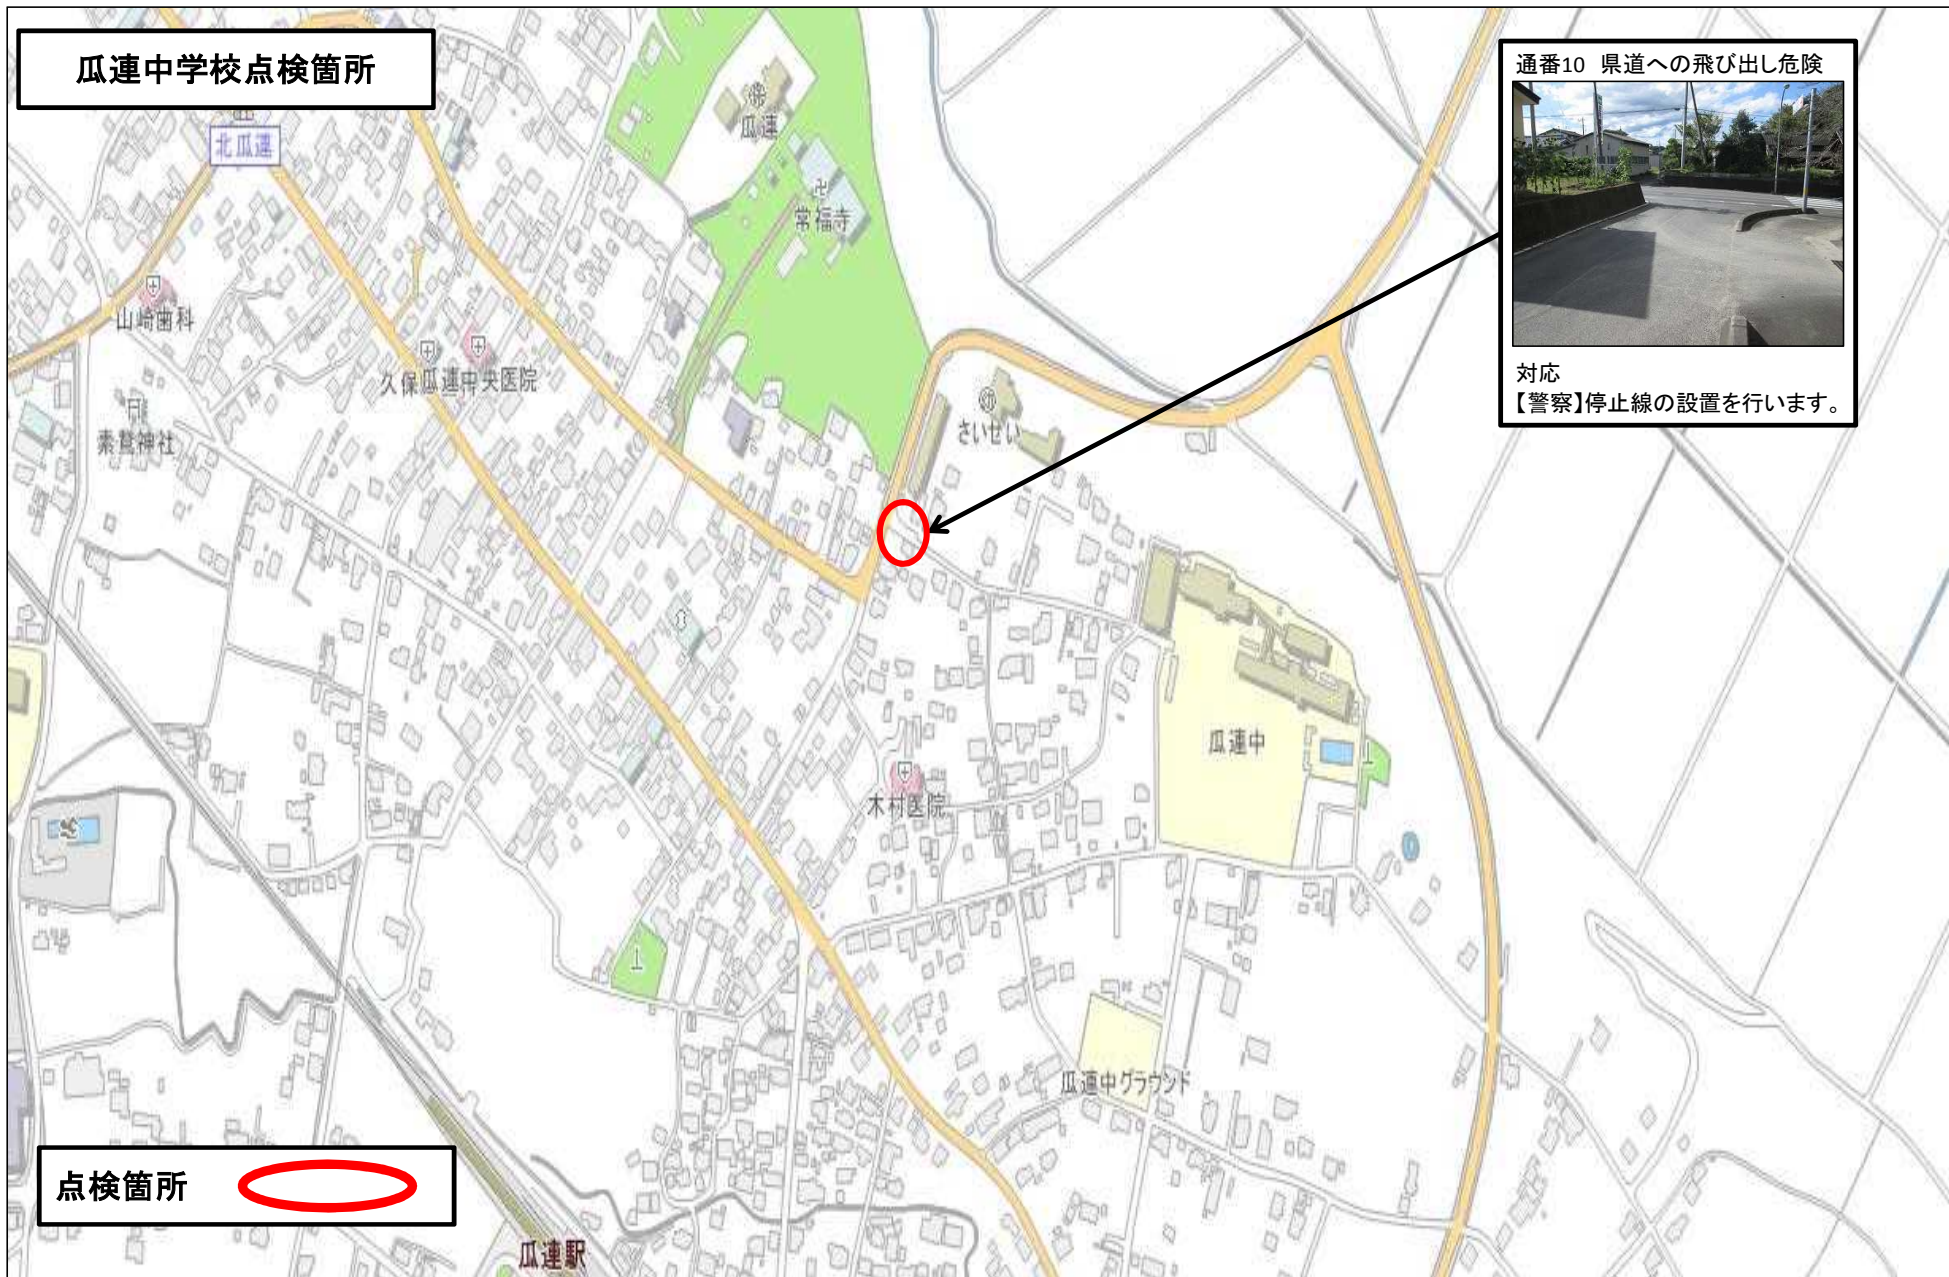 瓜連中学校点検箇所
通番10 県道への飛び出し危険
対応
【警察】停止線の設置を行います。
北瓜連
瓜連
常福寺
山崎歯科
久保
瓜連中央医院
素鵞神社
さいせい
瓜連中
木村医院
瓜連中グラウンド
点検箇所
瓜連駅